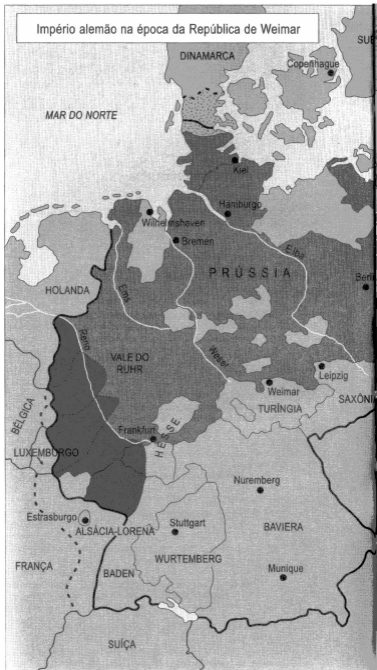 Império alemão na época da República de Weimar
SUÉ
DINAMARCA
Copenhague
MAR DO NORTE
Kiel
Hamburgo
Wilhelmshaven
Bremen
Elba
PRÚSSIA
Berli
HOLANDA
Ems
Reno
Weser
VALE DO
RUHR
Leipzig
Weimar
SAXÔNI
TURÍNGIA
BÉLGICA
Frankfurt
HESSE
LUXEMBURGO
Nuremberg
Estrasburgo
Stuttgart
ALSÁCIA-LORENA
BAVIERA
FRANÇA
WURTEMBERG
BADEN
Munique
SUÍÇA